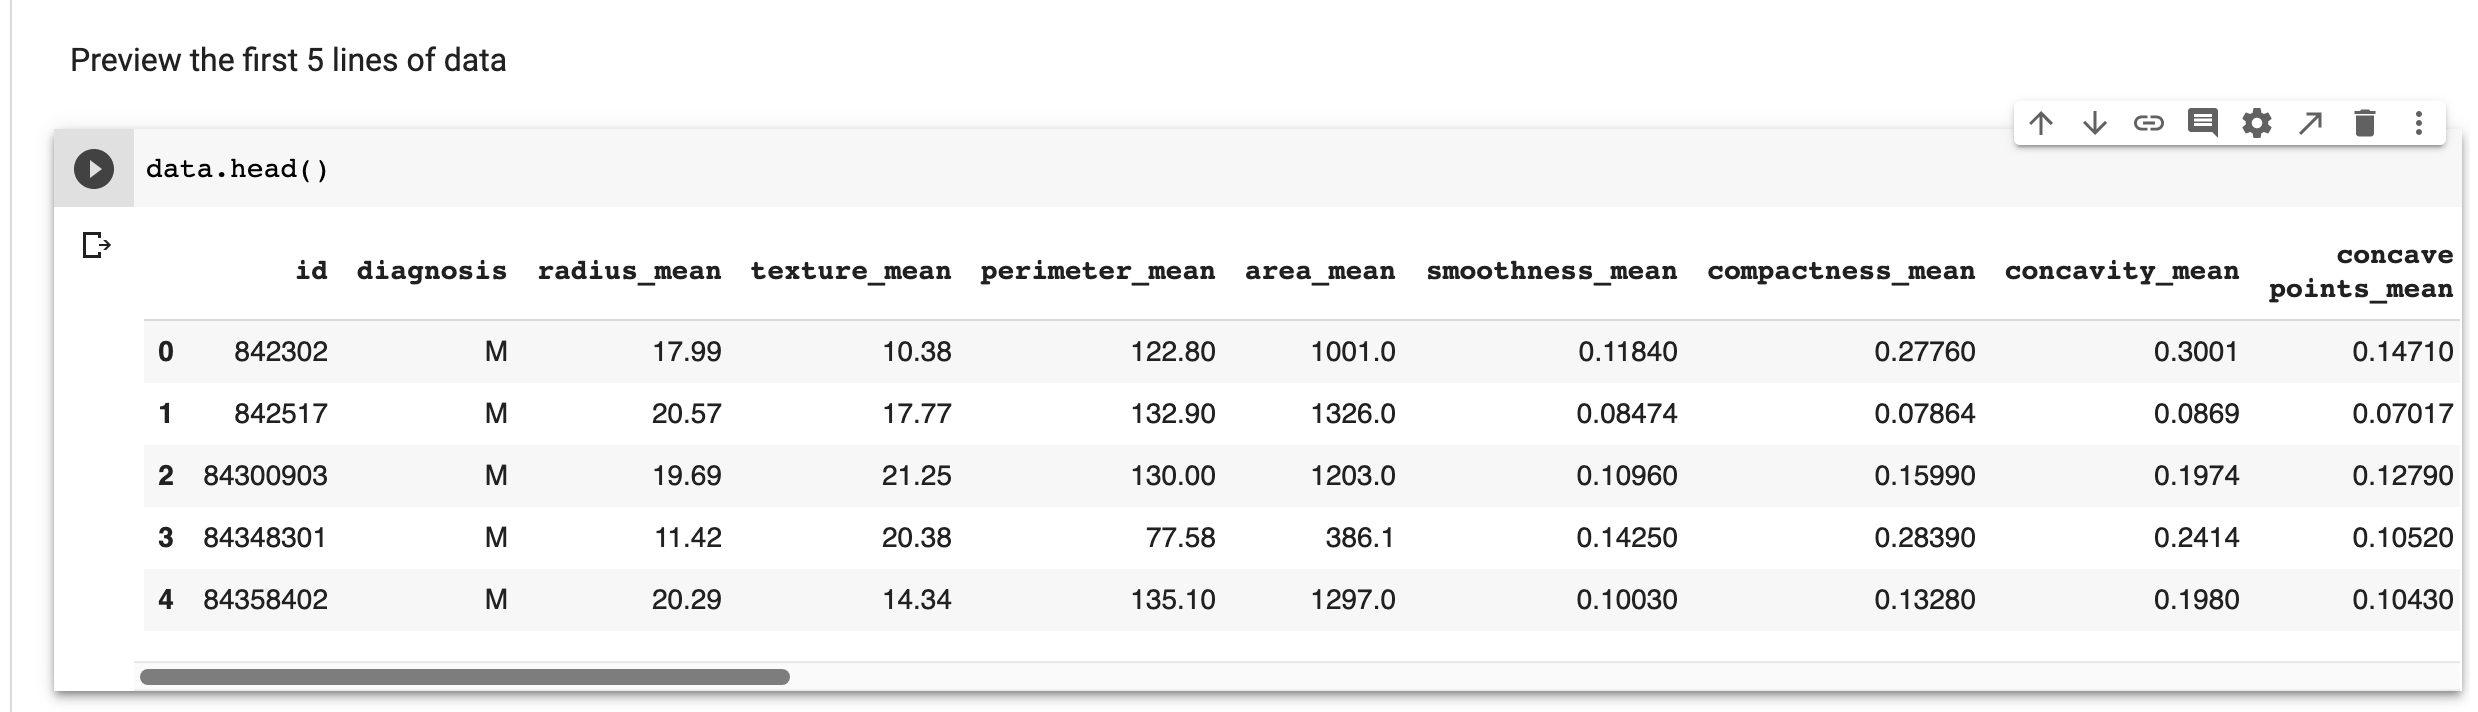 Preview the first 5 lines of data
data.head()
id diagnosis radius_mean texture_mean perimeter_mean area_mean smoothness_mean compactness_mean concavity_mean concave points_mean
0 842302 M 17.99 10.38 122.80 1001.0 0.11840 0.27760 0.3001 0.14710
1 842517 M 20.57 17.77 132.90 1326.0 0.08474 0.07864 0.0869 0.07017
2 84300903 M 19.69 21.25 130.00 1203.0 0.10960 0.15990 0.1974 0.12790
3 84348301 M 11.42 20.38 77.58 386.1 0.14250 0.28390 0.2414 0.10520
4 84358402 M 20.29 14.34 135.10 1297.0 0.10030 0.13280 0.1980 0.10430